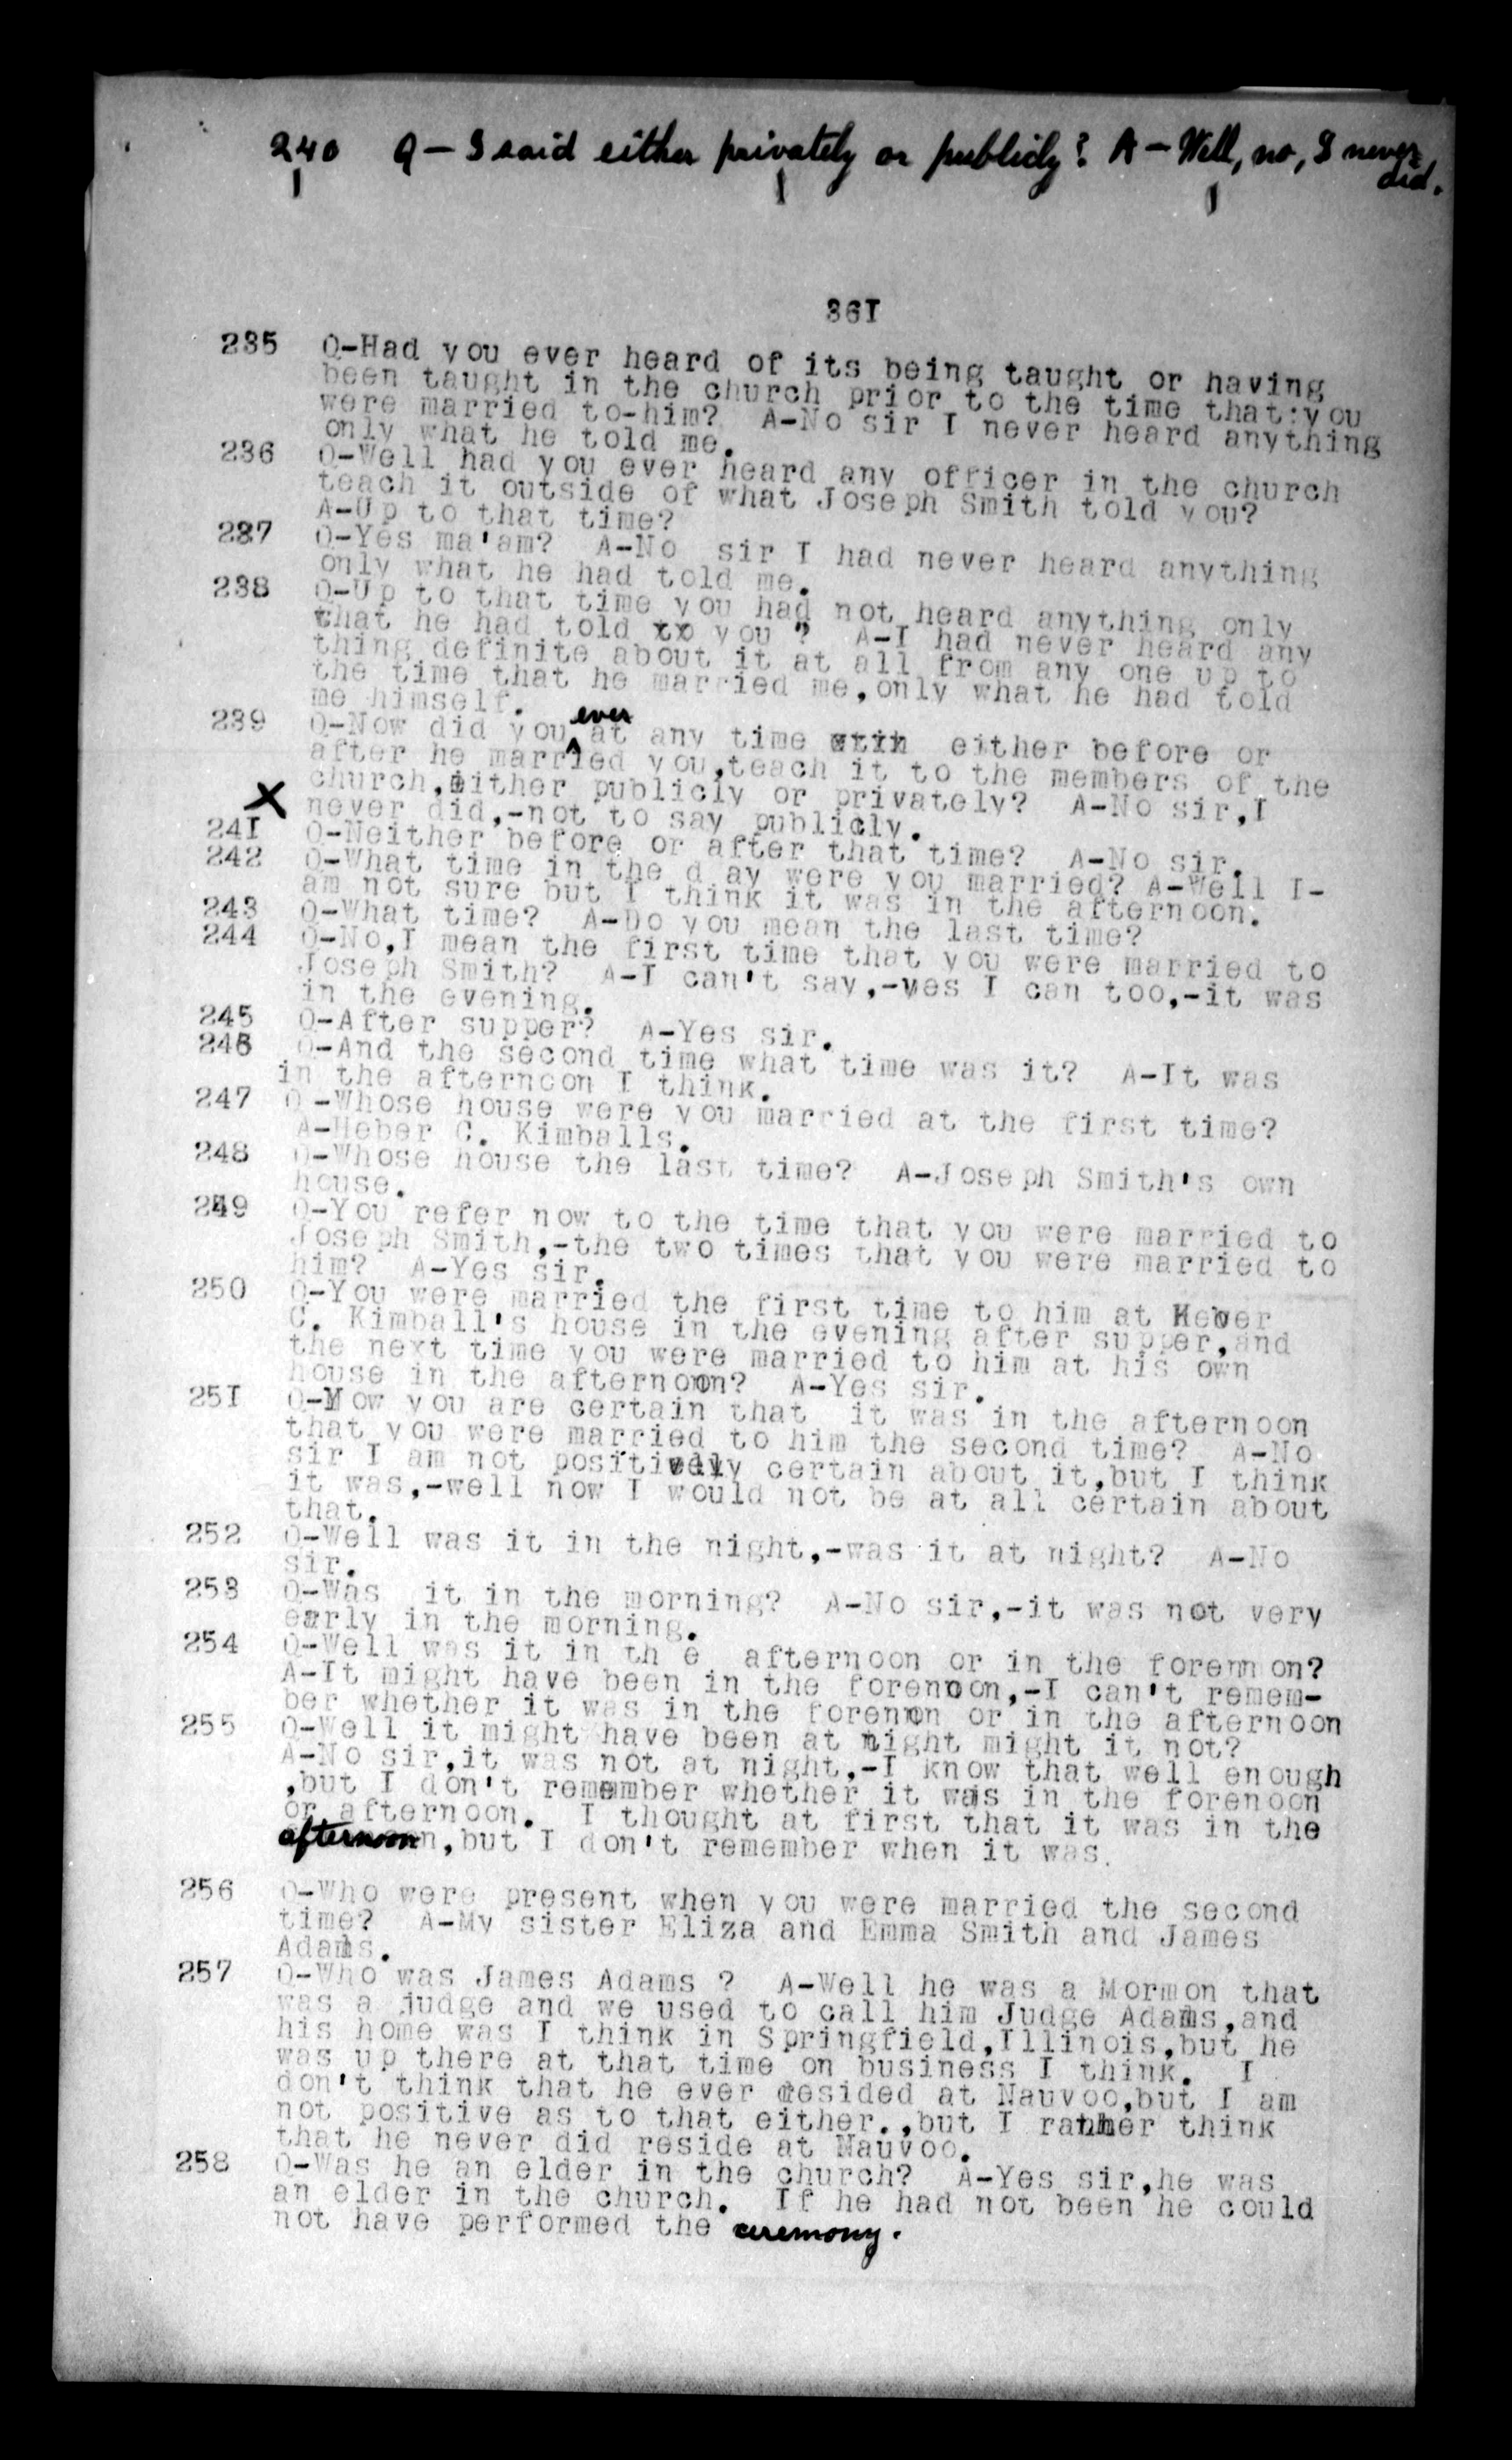 240 Q-I said either privately or publicly? A-Well, no, I never
did.
361
235 Q-Had you ever heard of its being taught or having
been taught in the church prior to the time that:you
were married to-him? A-No sir I never heard anything
only what he told me.
236 Q-Well had you ever heard any officer in the church
teach it outside of what Joseph Smith told you?
A-Up to that time?
237 Q-Yes ma'am? A-No sir I had never heard anything
only what he had told me.
238 Q-Up to that time you had not heard anything only
that he had told to you ? A-I had never heard any
thing definite about it at all from any one up to
the time that he married me,only what he had told
me himself.
239 Q-Now did you ever at any time either before or
after he married you,teach it to the members of the
church,either publicly or privately? A-No sir,I
X never did,-not to say publicly.
241 Q-Neither before or after that time? A-No sir.
242 Q-What time in the d ay were you married? A-Well I-
am not sure but I think it was in the afternoon.
243 Q-What time? A-Do you mean the last time?
244 Q-No,I mean the first time that you were married to
Joseph Smith? A-I can't say,-yes I can too,-it was
in the evening.
245 Q-After supper? A-Yes sir.
246 Q-And the second time what time was it? A-It was
in the afternoon I think.
247 Q-Whose house were you married at the first time?
A-Heber C. Kimballs.
248 Q-Whose house the last time? A-Joseph Smith's own
house.
249 Q-You refer now to the time that you were married to
Joseph Smith,-the two times that you were married to
him? A-Yes sir.
250 Q-You were married the first time to him at Heber
C. Kimball's house in the evening after supper,and
the next time you were married to him at his own
house in the afternoon? A-Yes sir.
251 Q-Now you are certain that it was in the afternoon
that you were married to him the second time? A-No
sir I am not positively certain about it,but I think
it was,-well now I would not be at all certain about
that.
252 Q-Well was it in the night,-was it at night? A-No
sir.
253 Q-Was it in the morning? A-No sir,-it was not very
early in the morning.
254 Q-Well was it in th e afternoon or in the forenn on?
A-It might have been in the forenoon,-I can't remem-
ber whether it was in the forenoon or in the afternoon
255 Q-Well it might have been at night might it not?
A-No sir,it was not at night,-I know that well enough
,but I don't remember whether it was in the forenoon
or afternoon. I thought at first that it was in the
afternoon,but I don't remember when it was.
256 Q-Who were present when you were married the second
time? A-My sister Eliza and Emma Smith and James
Adams.
257 Q-Who was James Adams ? A-Well he was a Mormon that
was a judge and we used to call him Judge Adams,and
his home was I think in Springfield,Illinois,but he
was up there at that time on business I think. I
don't think that he ever resided at Nauvoo,but I am
not positive as to that either.,but I rather think
that he never did reside at Nauvoo.
258 Q-Was he an elder in the church? A-Yes sir,he was
an elder in the church. If he had not been he could
not have performed the ceremony.